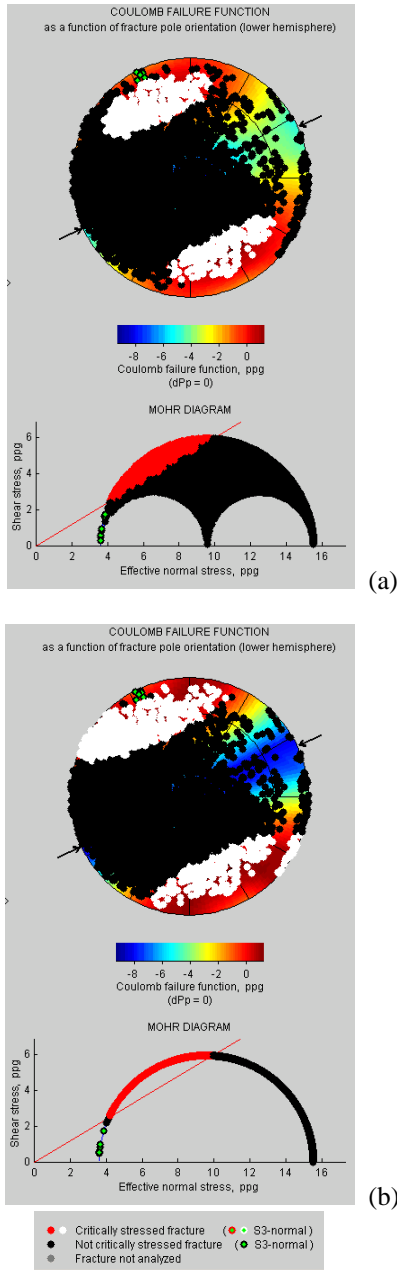 COULOMB FAILURE FUNCTION
as a function of fracture pole orientation (lower hemisphere)
-8 -6 -4 -2 0
Coulomb failure function, ppg
(dPp = 0)
MOHR DIAGRAM
Shear stress, ppg
6
4
2
0
0 2 4 6 8 10 12 14 16
Effective normal stress, ppg
(a)
COULOMB FAILURE FUNCTION
as a function of fracture pole orientation (lower hemisphere)
-8 -6 -4 -2 0
Coulomb failure function, ppg
(dPp = 0)
MOHR DIAGRAM
Shear stress, ppg
6
4
2
0
0 2 4 6 8 10 12 14 16
Effective normal stress, ppg
(b)
Critically stressed fracture ( S3-normal )
Not critically stressed fracture ( S3-normal )
Fracture not analyzed